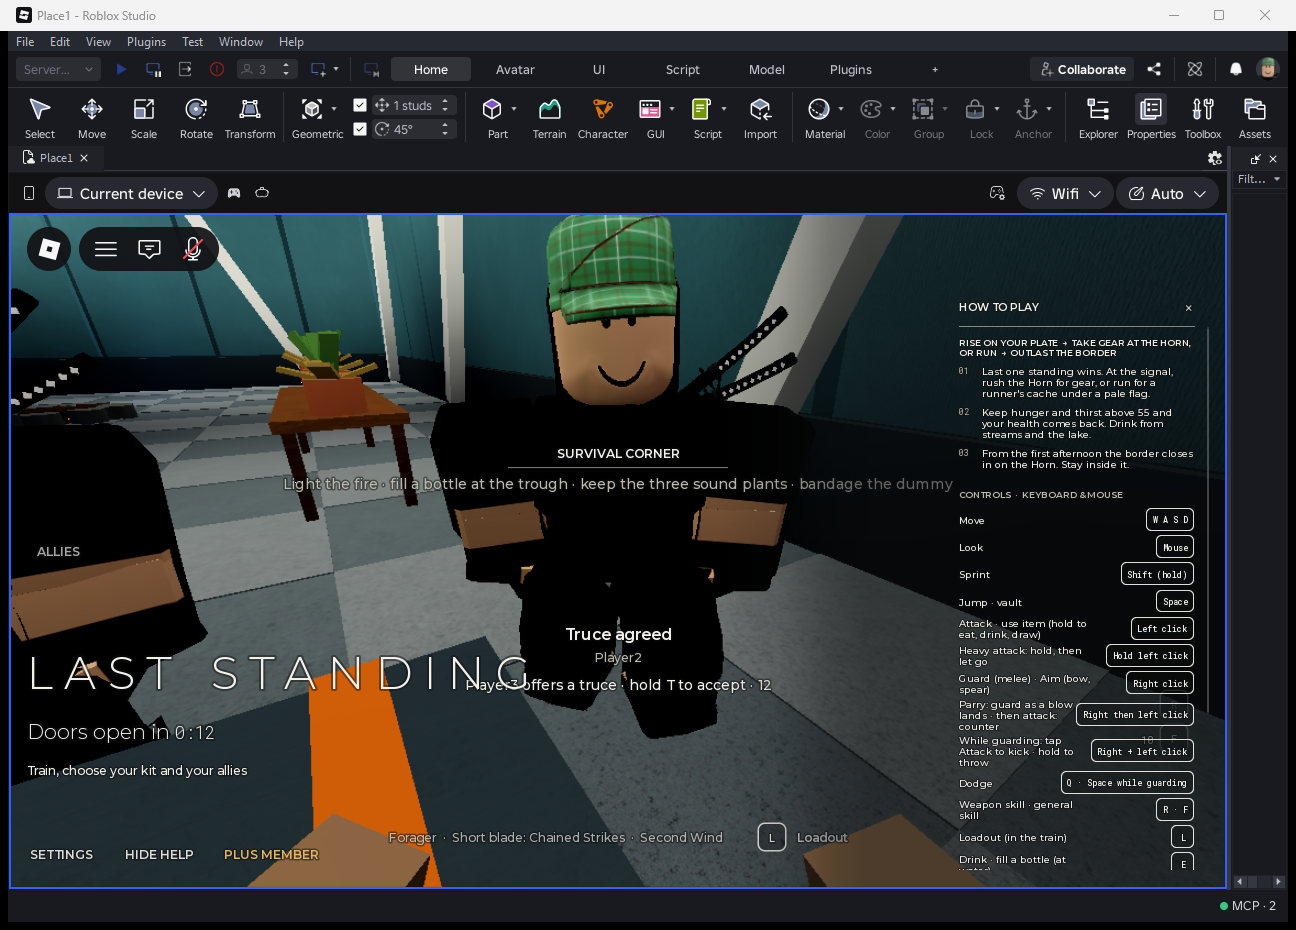 Place1 - Roblox Studio
File Edit View Plugins Test Window Help
Server... 3 Home Avatar UI Script Model Plugins + Collaborate
1 studs
45°
Select Move Scale Rotate Transform Geometric Part Terrain Character GUI Script Import Material Color Group Lock Anchor Explorer Properties Toolbox Assets
Place1
Filt...
Current device Wifi Auto
HOW TO PLAY
RISE ON YOUR PLATE → TAKE GEAR AT THE HORN,
OR RUN → OUTLAST THE BORDER
01 Last one standing wins. At the signal,
rush the Horn for gear, or run for a
runner's cache under a pale flag.
02 Keep hunger and thirst above 55 and
your health comes back. Drink from
streams and the lake.
03 From the first afternoon the border closes
in on the Horn. Stay inside it.
CONTROLS · KEYBOARD & MOUSE
Move W A S D
Look Mouse
Sprint Shift (hold)
Jump · vault Space
Attack · use item (hold to
eat, drink, draw) Left click
Heavy attack: hold, then
let go Hold left click
Guard (melee) · Aim (bow,
spear) Right click
Parry: guard as a blow
lands · then attack:
counter Right then left click
While guarding: tap
Attack to kick · hold to
throw Right + left click
Dodge Q · Space while guarding
Weapon skill · general
skill R · F
Loadout (in the train) L
Drink · fill a bottle (at
water) E
SURVIVAL CORNER
Light the fire · fill a bottle at the trough · keep the three sound plants · bandage the dummy
ALLIES
Truce agreed
Player2
Player3 offers a truce · hold T to accept · 12
LAST STANDING
Doors open in 0:12
Train, choose your kit and your allies
Forager · Short blade: Chained Strikes · Second Wind L Loadout
SETTINGS HIDE HELP PLUS MEMBER
MCP · 2